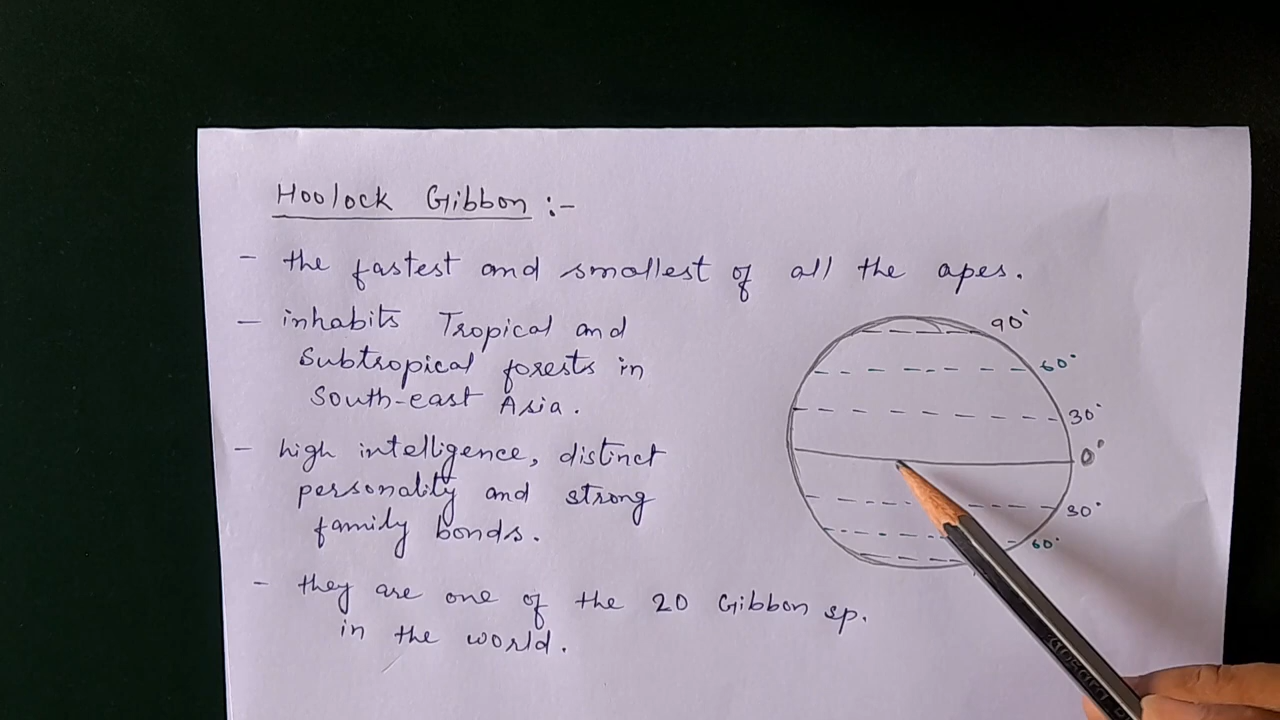 Hoolock Gibbon :-
- the fastest and smallest of all the apes.
- inhabits Tropical and
Subtropical forests in
South-east Asia.
- high intelligence, distinct
personality and strong
family bonds.
- they are one of the 20 Gibbon sp.
in the world.
90°
60°
30°
0°
30°
60°